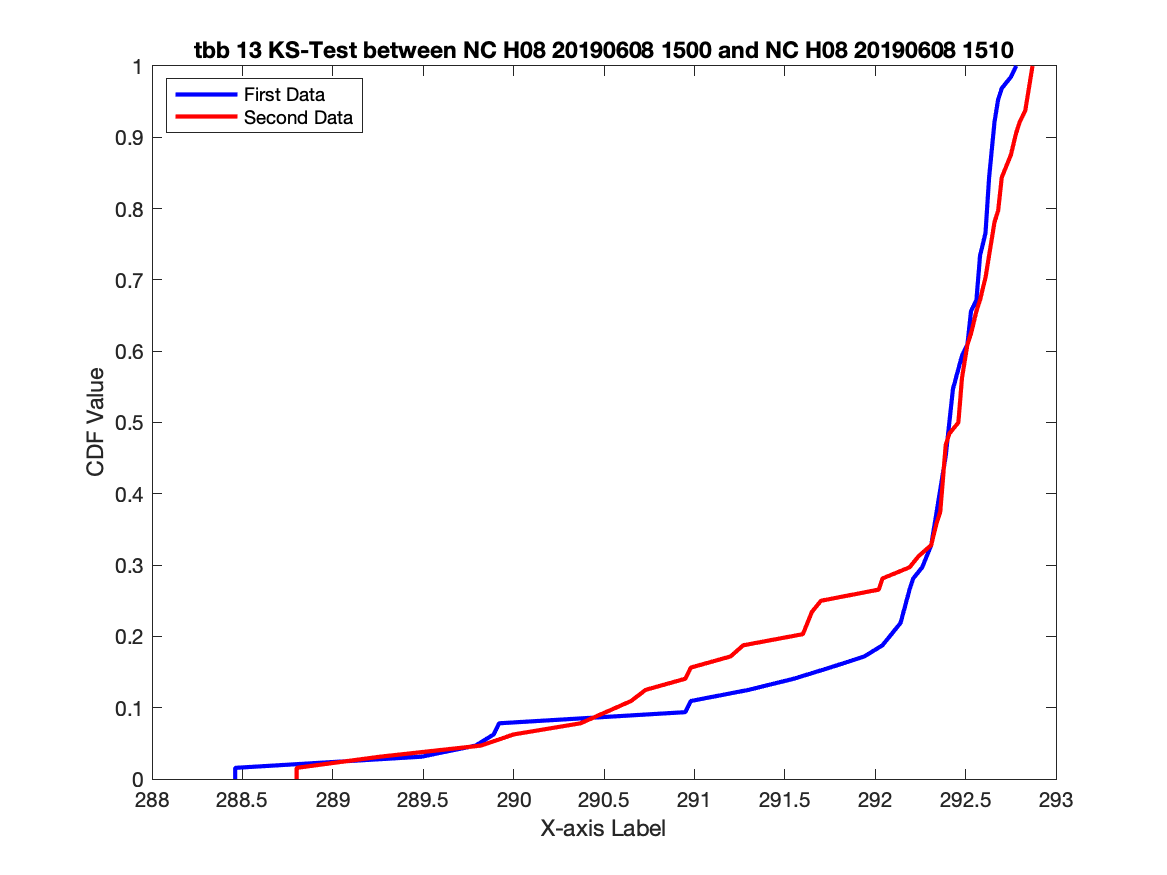 tbb 13 KS-Test between NC H08 20190608 1500 and NC H08 20190608 1510
First Data
Second Data
CDF Value
1
0.9
0.8
0.7
0.6
0.5
0.4
0.3
0.2
0.1
0
288 288.5 289 289.5 290 290.5 291 291.5 292 292.5 293
X-axis Label